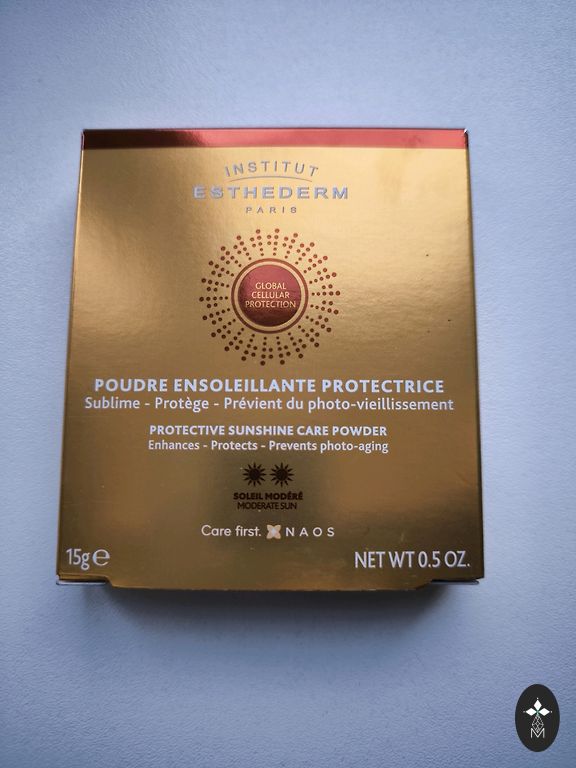 INSTITUT
ESTHEDERM
PARIS
GLOBAL
CELLULAR
PROTECTION
POUDRE ENSOLEILLANTE PROTECTRICE
Sublime - Protège - Prévient du photo-vieillissement
PROTECTIVE SUNSHINE CARE POWDER
Enhances - Protects - Prevents photo-aging
SOLEIL MODÉRÉ
MODERATE SUN
Care first. NAOS
15g℮ NET WT 0.5 OZ.
M